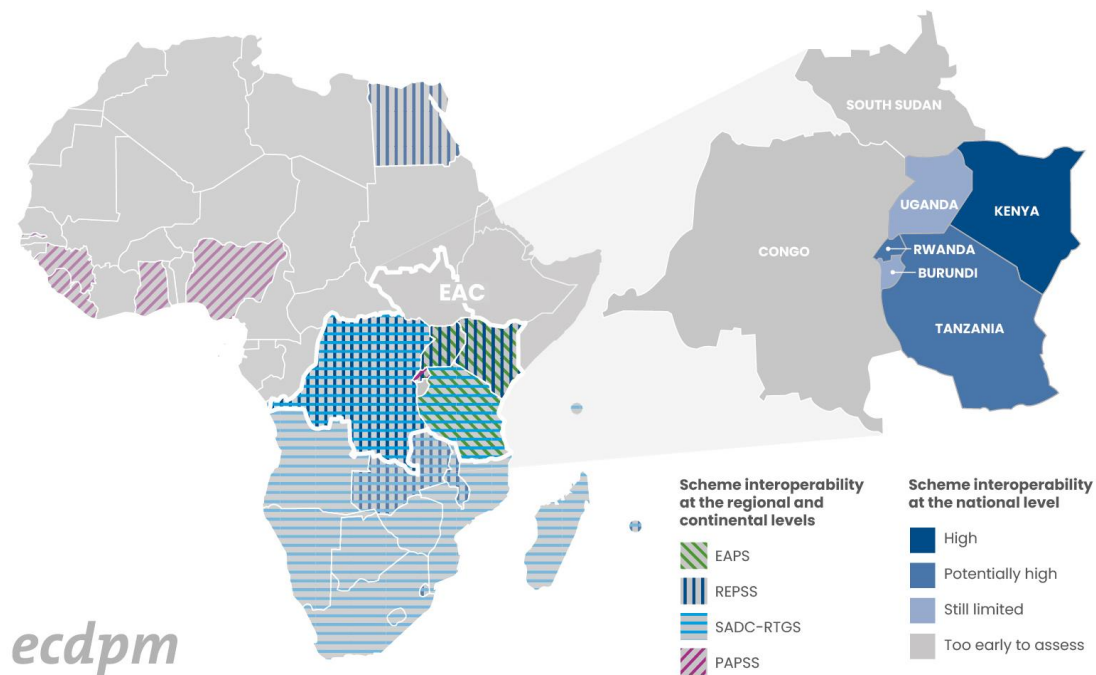 SOUTH SUDAN
UGANDA
KENYA
CONGO
RWANDA
BURUNDI
TANZANIA
EAC
Scheme interoperability
at the regional and
continental levels
EAPS
REPSS
SADC-RTGS
PAPSS
Scheme interoperability
at the national level
High
Potentially high
Still limited
Too early to assess
ecdpm